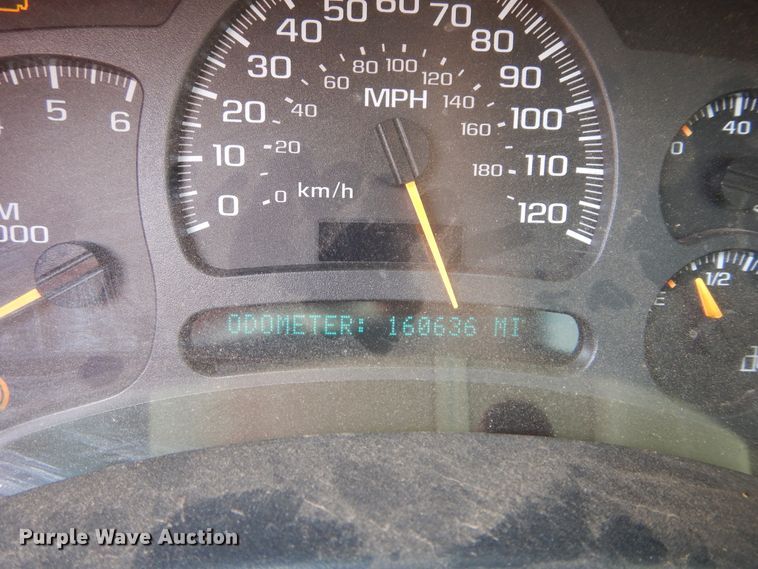 50 60 70
40 80
30 60 80 100 120 90
20 40 MPH 140 100
10 20 160 110
0 0 km/h 180 120
5 6
M
000
0 40
E 1/2
ODOMETER: 160636 MI
Purple Wave Auction